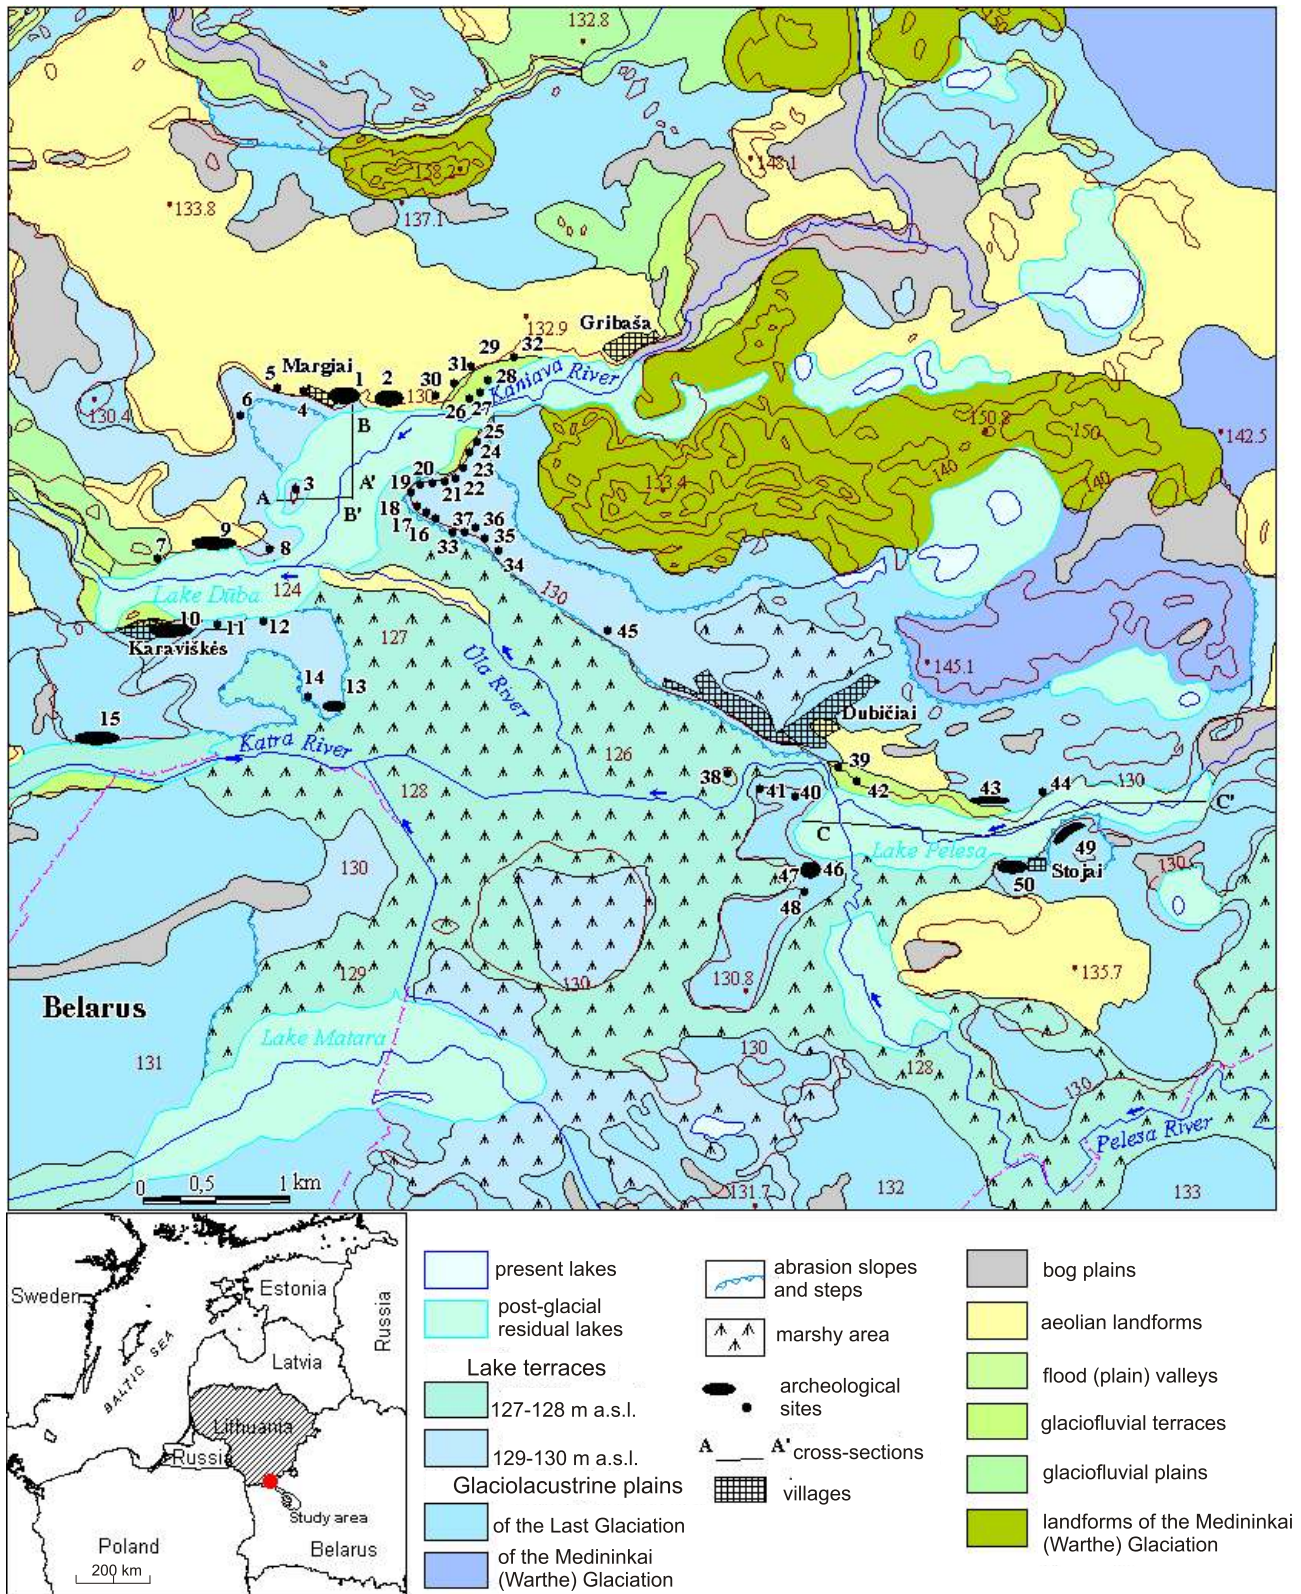 132.8
148.1
158.2
133.8
137.1
132.9
Gribaša
32
29
31
Margiai
28
Kaniava River
30
5
1
2
130
27
26
6
4
130.4
150.8
150
142.5
B
25
24
140
23
20
A'
22
133.4
140
21
3
19
A
B'
18
37
36
17
9
16
35
33
7
8
34
124
130
Lake Dūba
10
11
12
45
127
Karaviškės
Ūla River
145.1
14
13
Dubičiai
15
Katra River
126
39
38
44
130
42
43
41
40
128
C'
C
Lake Pelesa
49
130
47
46
130
Stojai
50
48
129
130
130.8
135.7
Belarus
Lake Matara
131
130
128
130
Pelesa River
0
0,5
1 km
131.7
132
133
Sweden
Estonia
Russia
BALTIC SEA
Latvia
Lithuania
Russia
Study area
Poland
Belarus
200 km
present lakes
post-glacial
residual lakes
Lake terraces
127-128 m a.s.l.
129-130 m a.s.l.
Glaciolacustrine plains
of the Last Glaciation
of the Medininkai
(Warthe) Glaciation
abrasion slopes
and steps
marshy area
archeological
sites
A A' cross-sections
villages
bog plains
aeolian landforms
flood (plain) valleys
glaciofluvial terraces
glaciofluvial plains
landforms of the Medininkai
(Warthe) Glaciation